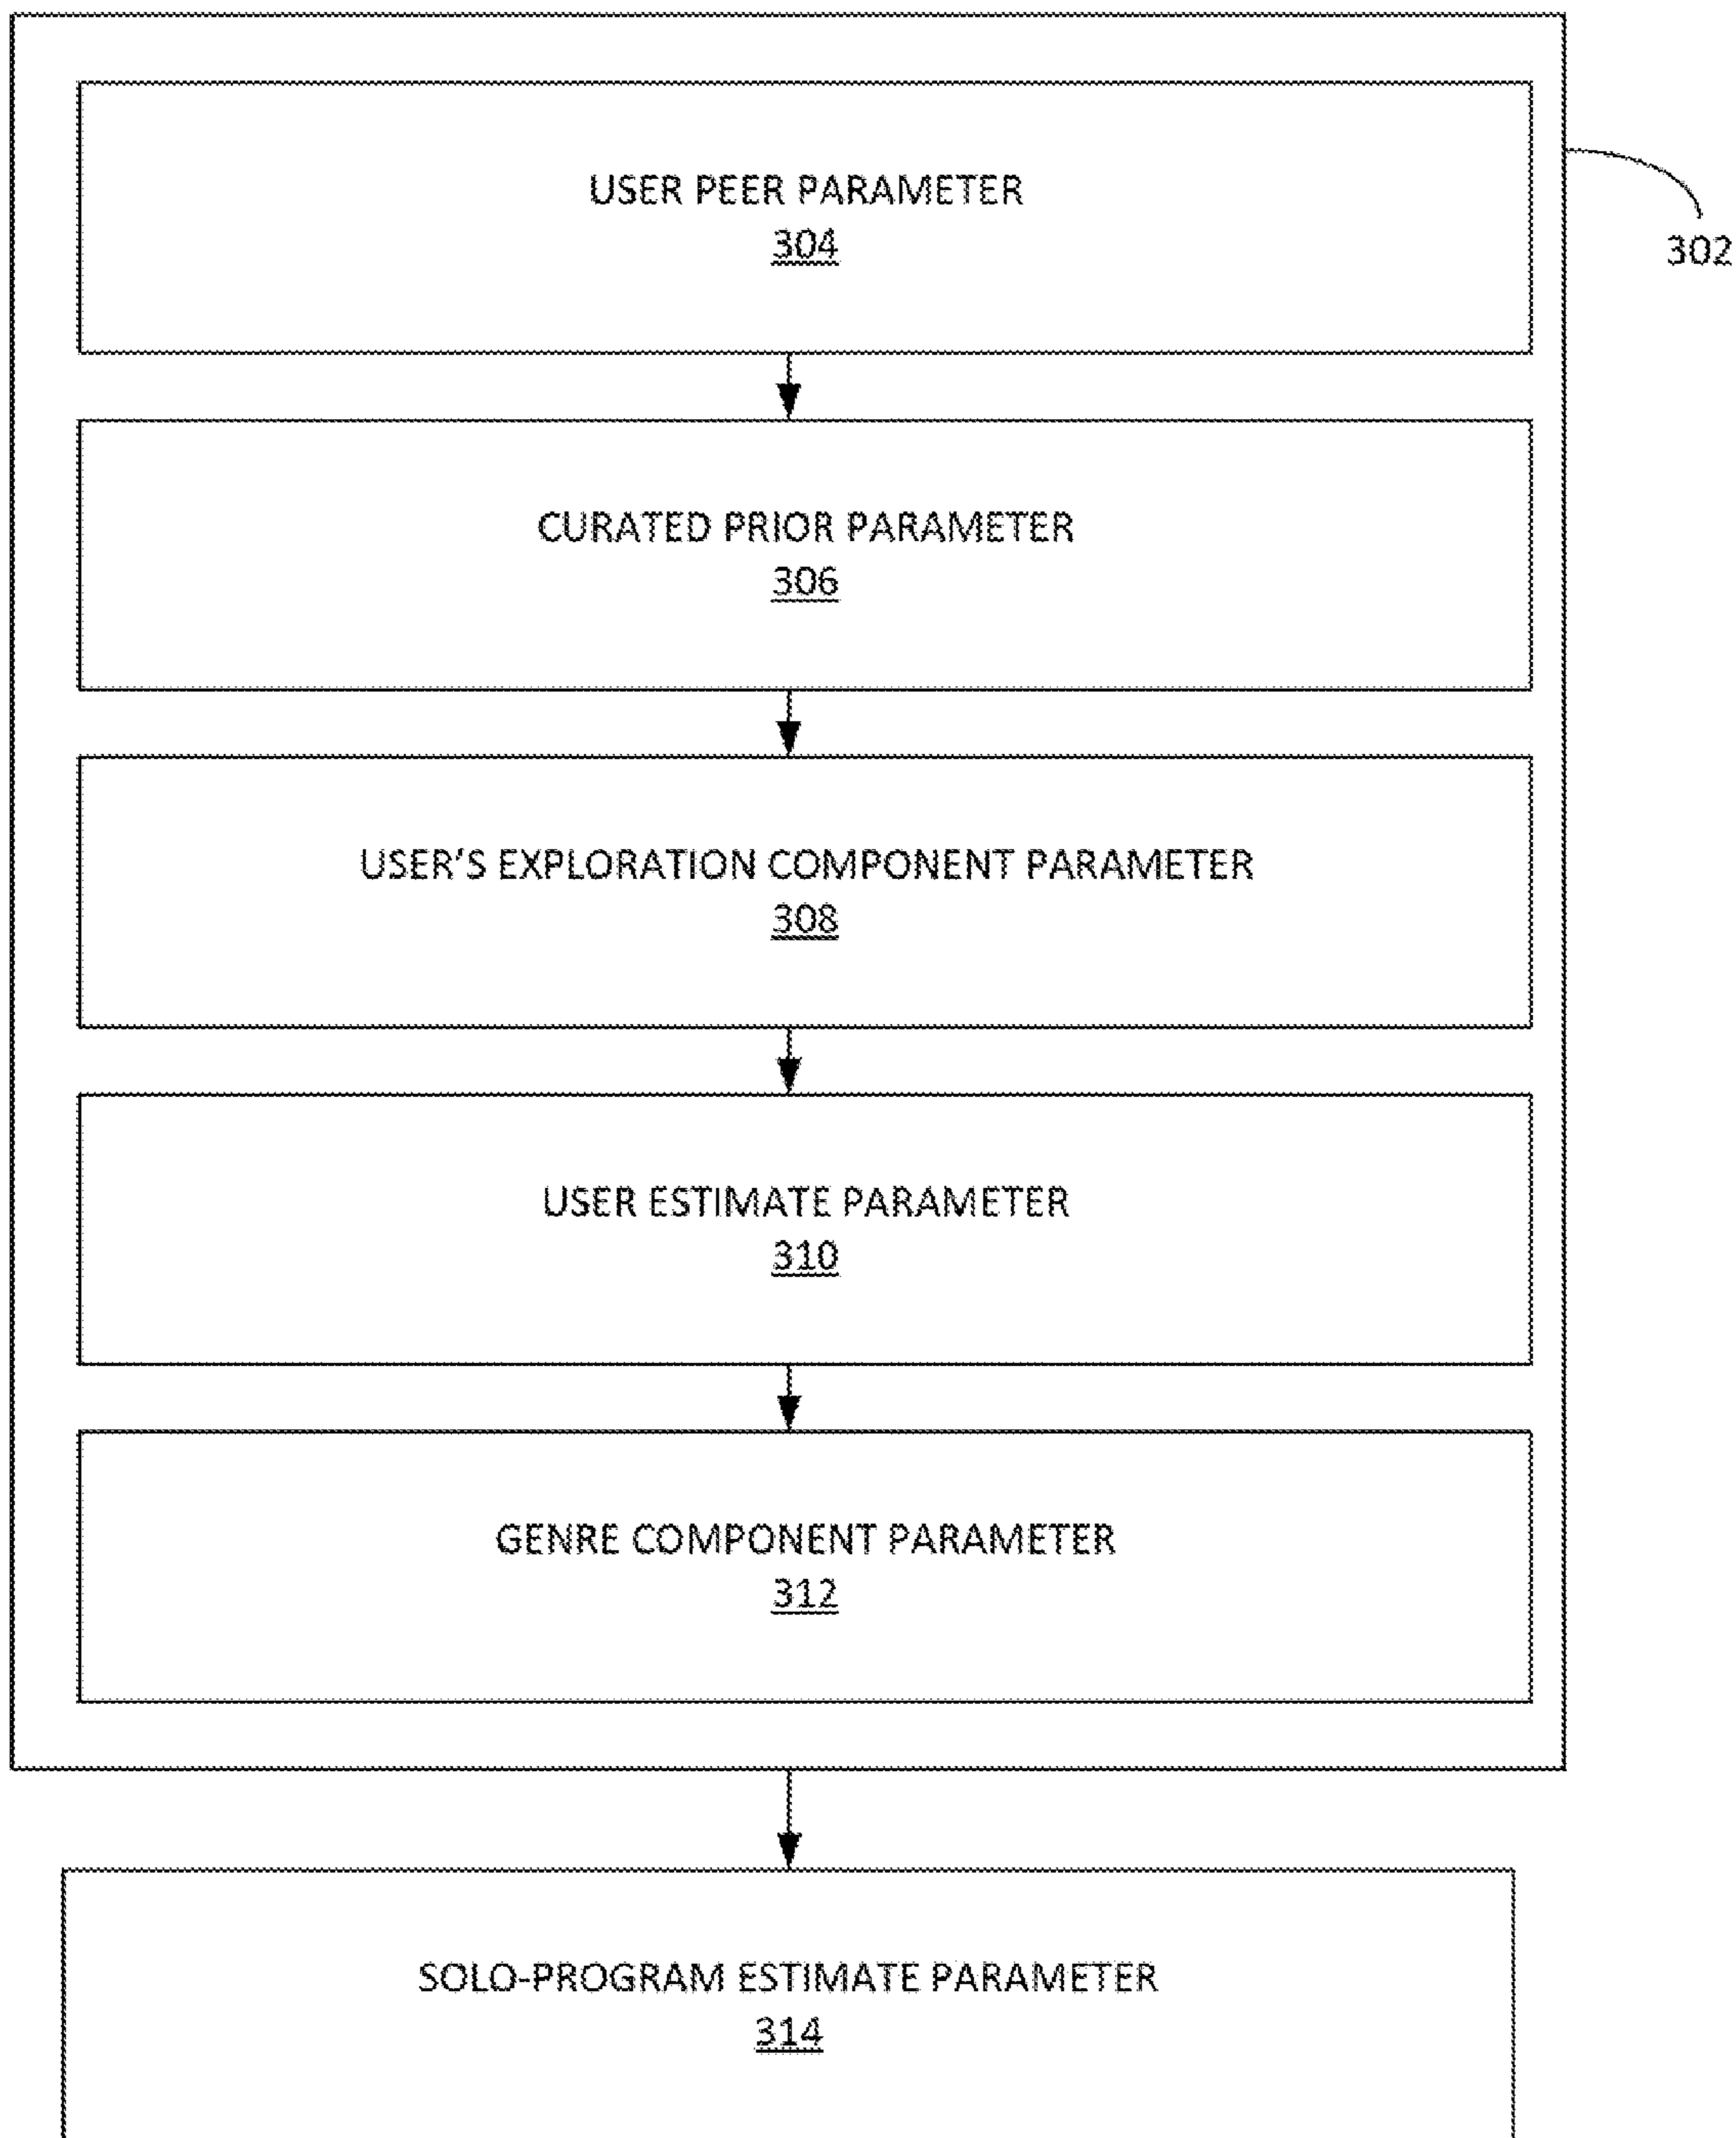 USER PEER PARAMETER
304
302
CURATED PRIOR PARAMETER
306
USER'S EXPLORATION COMPONENT PARAMETER
308
USER ESTIMATE PARAMETER
310
GENRE COMPONENT PARAMETER
312
SOLO-PROGRAM ESTIMATE PARAMETER
314